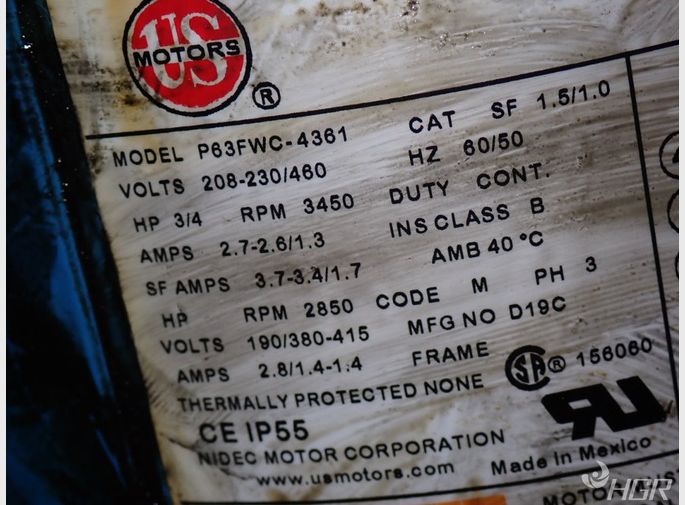 US
MOTORS
®
CAT SF 1.5/1.0
MODEL P63FWC-4361 HZ 60/50
VOLTS 208-230/460 DUTY CONT.
HP 3/4 RPM 3450 INS CLASS B
AMPS 2.7-2.6/1.3 AMB 40 °C
SF AMPS 3.7-3.4/1.7 CODE M PH 3
HP RPM 2850 MFG NO D19C
VOLTS 190/380-415 FRAME
AMPS 2.8/1.4-1.4 SA ® 156060
THERMALLY PROTECTED NONE
CE IP55 RU
NIDEC MOTOR CORPORATION
www.usmotors.com Made in Mexico
MOTOR
HGR